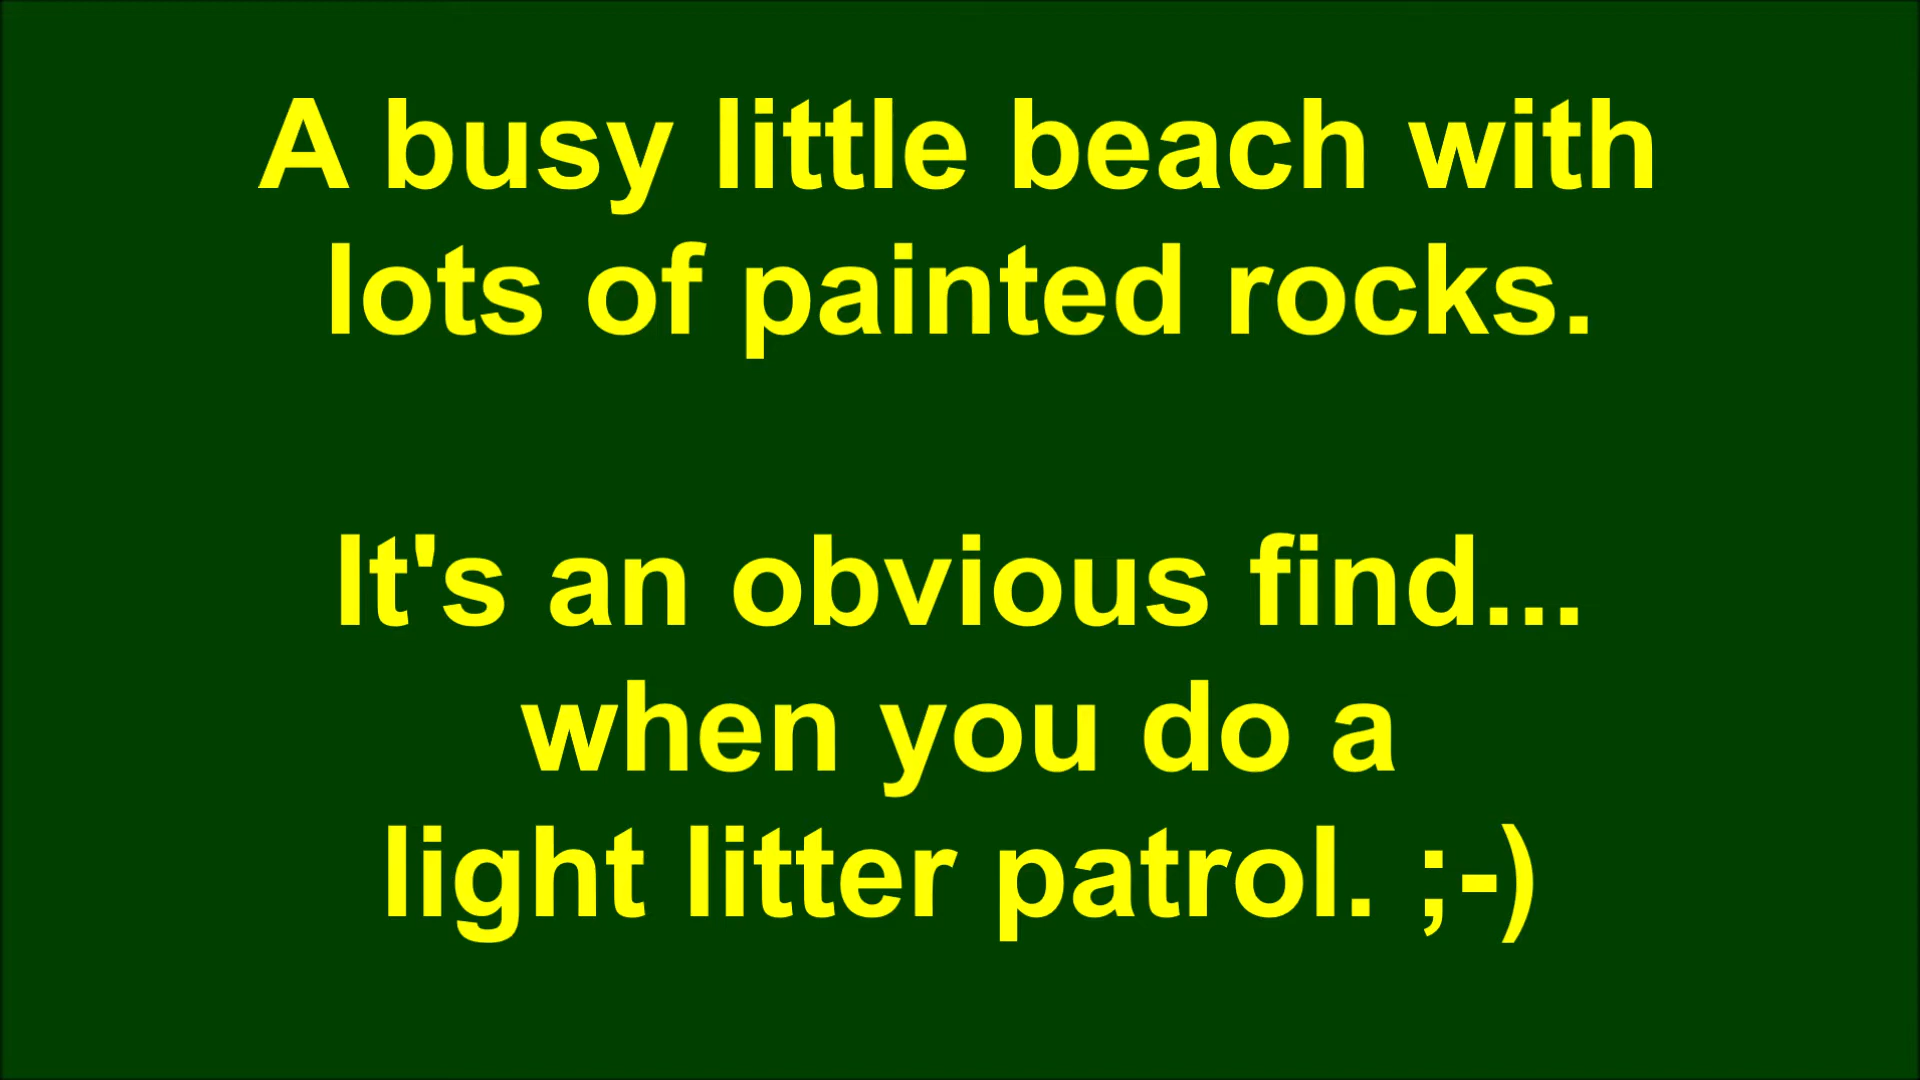 A busy little beach with
lots of painted rocks.
It's an obvious find...
when you do a
light litter patrol. ;-)